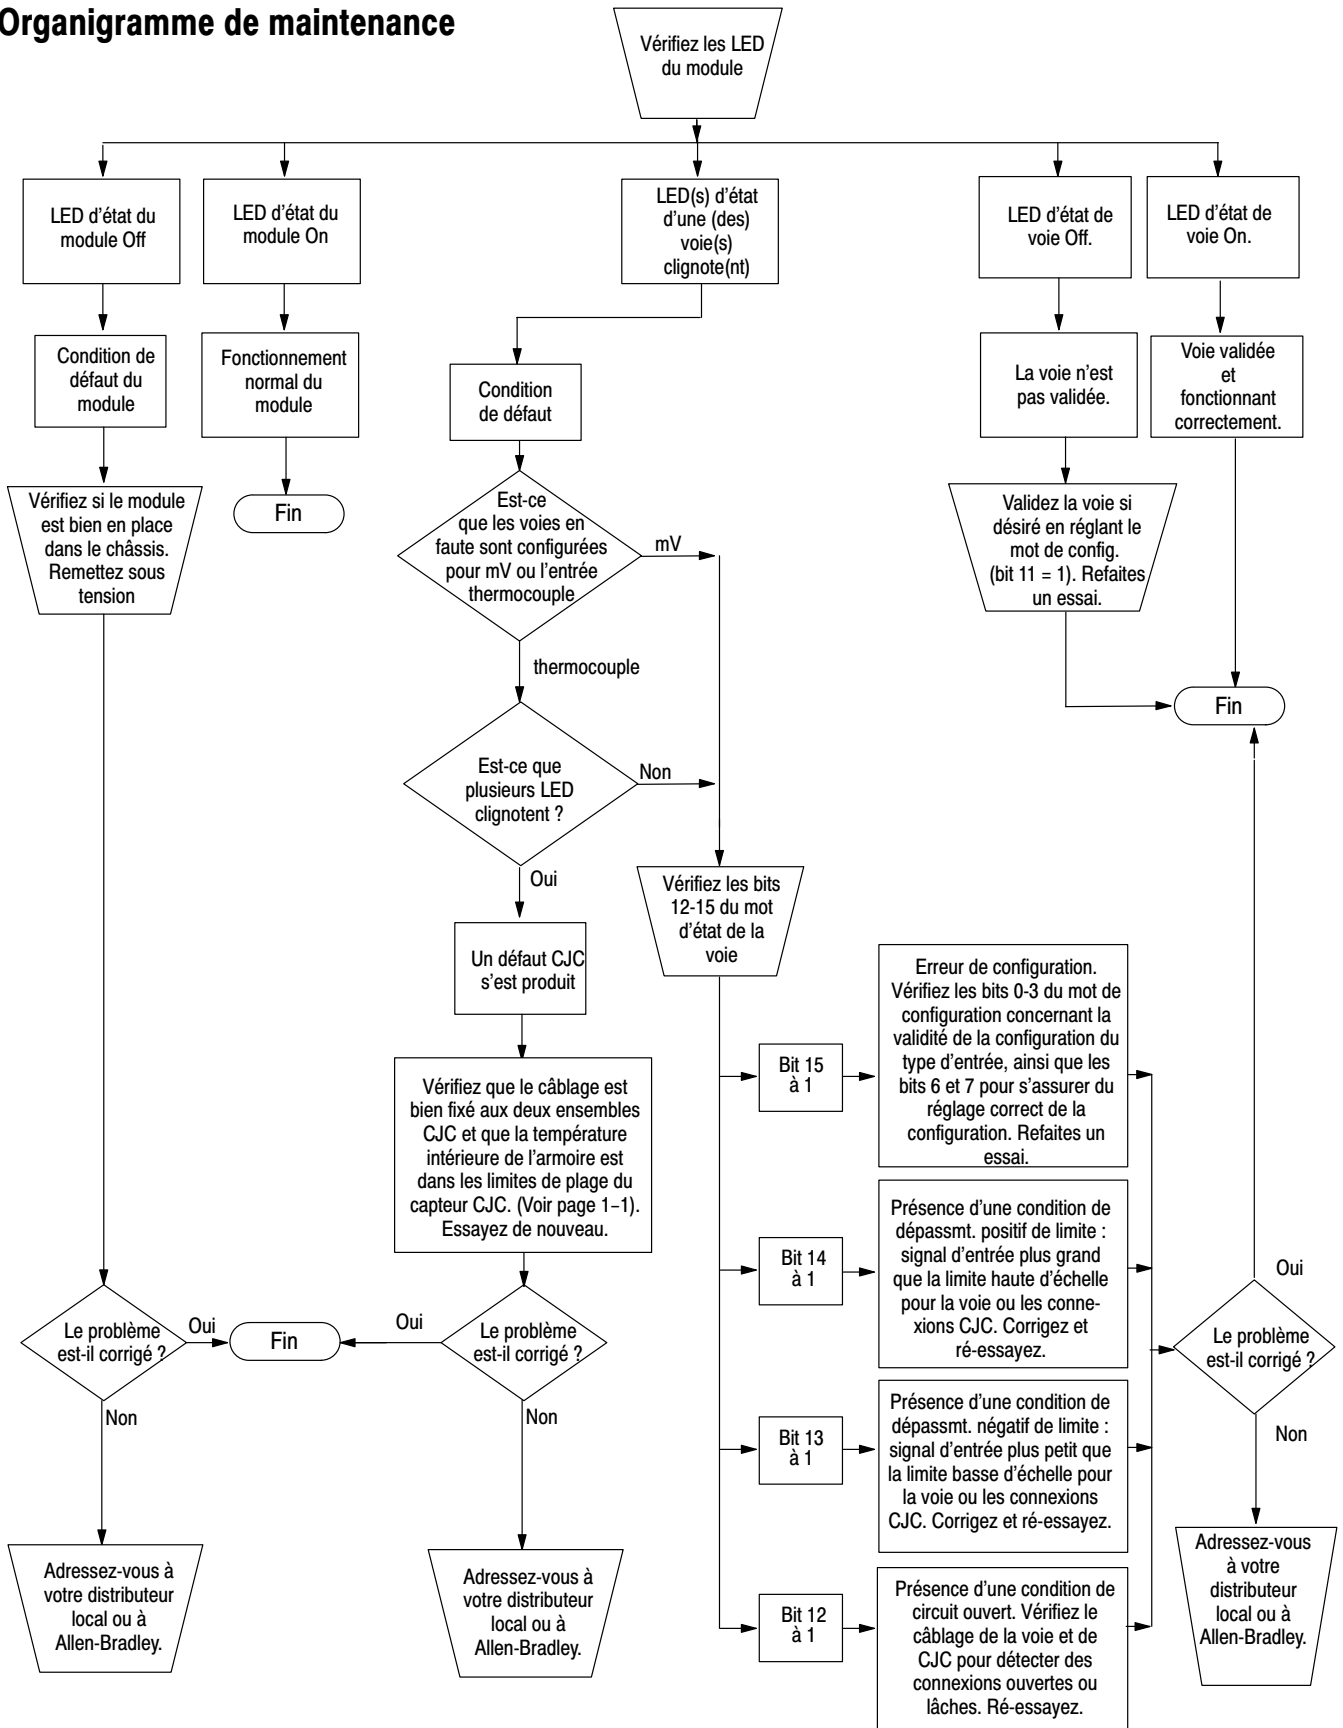 Organigramme de maintenance
Vérifiez les LED
du module
LED d'état du
module Off
LED d'état du
module On
LED(s) d'état
d'une (des)
voie(s)
clignote(nt)
LED d'état de
voie Off.
LED d'état de
voie On.
Condition de
défaut du
module
Fonctionnement
normal du
module
Condition
de défaut
La voie n'est
pas validée.
Voie validée
et
fonctionnant
correctement.
Vérifiez si le module
est bien en place
dans le châssis.
Remettez sous
tension
Fin
Est-ce
que les voies en
faute sont configurées
pour mV ou l'entrée
thermocouple
mV
thermocouple
Validez la voie si
désiré en réglant le
mot de config.
(bit 11 = 1). Refaites
un essai.
Fin
Est-ce que
plusieurs LED
clignotent ?
Non
Oui
Vérifiez les bits
12-15 du mot
d'état de la
voie
Un défaut CJC
s'est produit
Vérifiez que le câblage est
bien fixé aux deux ensembles
CJC et que la température
intérieure de l'armoire est
dans les limites de plage du
capteur CJC. (Voir page 1–1).
Essayez de nouveau.
Bit 15
à 1
Erreur de configuration.
Vérifiez les bits 0-3 du mot de
configuration concernant la
validité de la configuration du
type d'entrée, ainsi que les
bits 6 et 7 pour s'assurer du
réglage correct de la
configuration. Refaites un
essai.
Bit 14
à 1
Présence d'une condition de
dépassmt. positif de limite :
signal d'entrée plus grand
que la limite haute d'échelle
pour la voie ou les conne-
xions CJC. Corrigez et
ré-essayez.
Bit 13
à 1
Présence d'une condition de
dépassmt. négatif de limite :
signal d'entrée plus petit que
la limite basse d'échelle pour
la voie ou les connexions
CJC. Corrigez et ré-essayez.
Bit 12
à 1
Présence d'une condition de
circuit ouvert. Vérifiez le
câblage de la voie et de
CJC pour détecter des
connexions ouvertes ou
lâches. Ré-essayez.
Le problème
est-il corrigé ?
Oui
Fin
Oui
Le problème
est-il corrigé ?
Non
Non
Adressez-vous à
votre distributeur
local ou à
Allen-Bradley.
Adressez-vous à
votre distributeur
local ou à
Allen-Bradley.
Oui
Le problème
est-il corrigé ?
Non
Adressez-vous
à votre
distributeur
local ou à
Allen-Bradley.